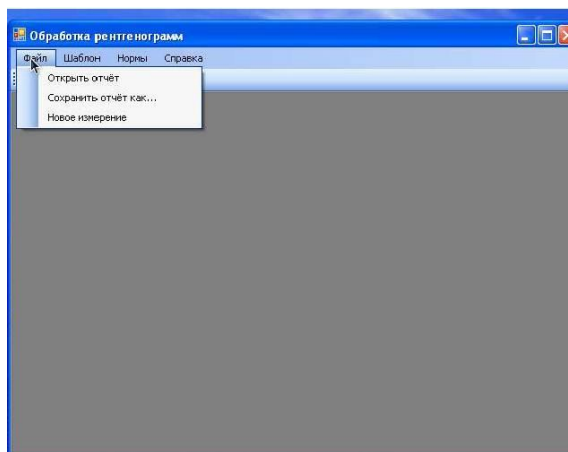 Обработка рентгенограмм
Файл Шаблон Нормы Справка
Открыть отчёт
Сохранить отчёт как...
Новое измерение